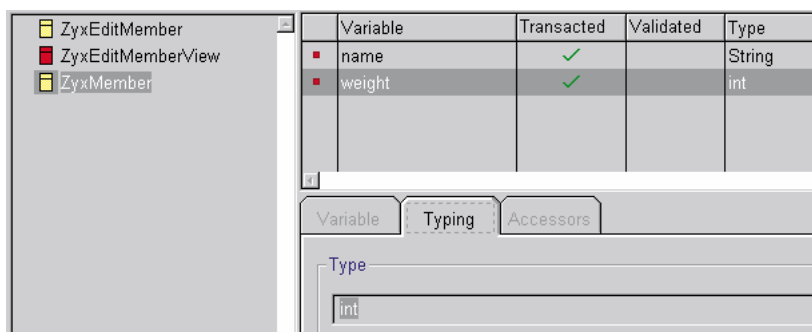 ZyxEditMember
ZyxEditMemberView
ZyxMember
Variable Transacted Validated Type
name String
weight int
Variable Typing Accessors
Type
int